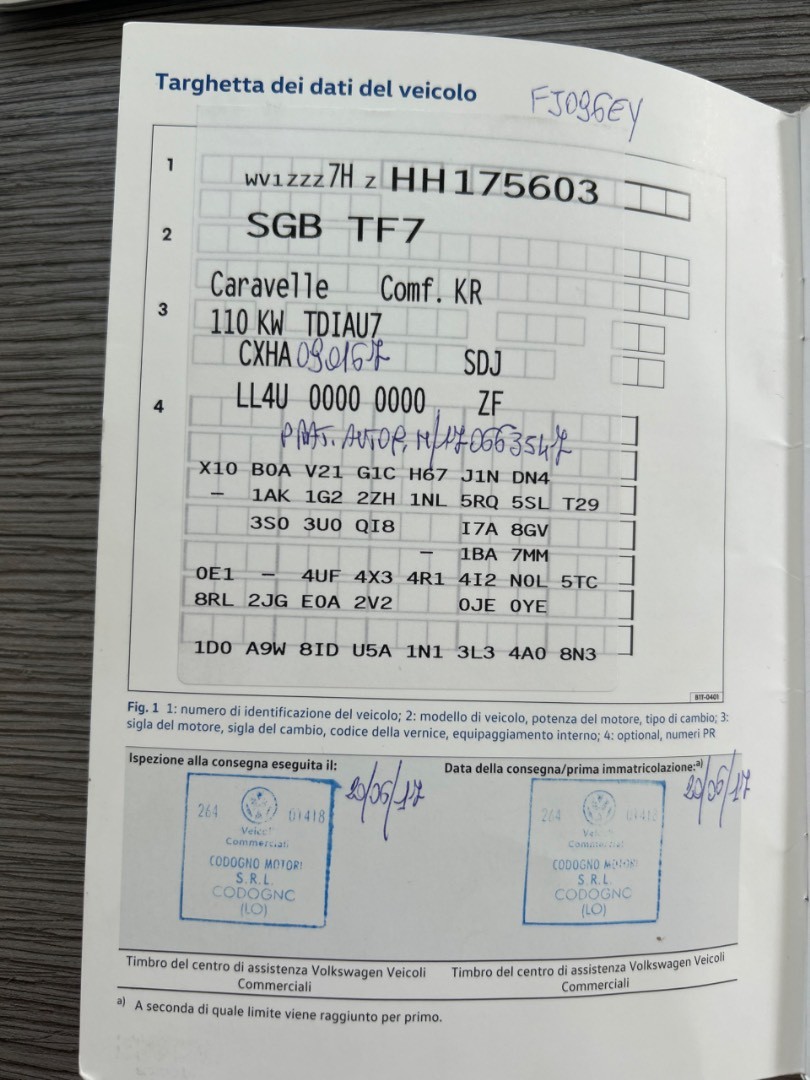 Targhetta dei dati del veicolo
FJ096EY
1
WV1ZZZ7H Z HH175603
2
SGB TF7
Caravelle Comf. KR
3
110 KW TDIAU7
CXHA 090167 SDJ
4
LL4U 0000 0000 ZF
N/170663547
X10 B0A V21 G1C H67 J1N DN4
- 1AK 1G2 2ZH 1NL 5RQ 5SL T29
3S0 3U0 QI8 I7A 8GV
- 1BA 7MM
0E1 - 4UF 4X3 4R1 4I2 N0L 5TC
8RL 2JG E0A 2V2 0JE 0YE
1D0 A9W 8ID U5A 1N1 3L3 4A0 8N3
B1T-0401
Fig. 1 1: numero di identificazione del veicolo; 2: modello di veicolo, potenza del motore, tipo di cambio; 3:
sigla del motore, sigla del cambio, codice della vernice, equipaggiamento interno; 4: optional, numeri PR
Ispezione alla consegna eseguita il:
20/06/17
264 01418
Veicoli
Commerciali
CODOGNO MOTORI
S.R.L.
CODOGNO
(LO)
Data della consegna/prima immatricolazione:a)
20/06/17
264 01418
Commerciali
CODOGNO MOTORI
S.R.L.
CODOGNO
(LO)
Timbro del centro di assistenza Volkswagen Veicoli
Commerciali
Timbro del centro di assistenza Volkswagen Veicoli
Commerciali
a) A seconda di quale limite viene raggiunto per primo.